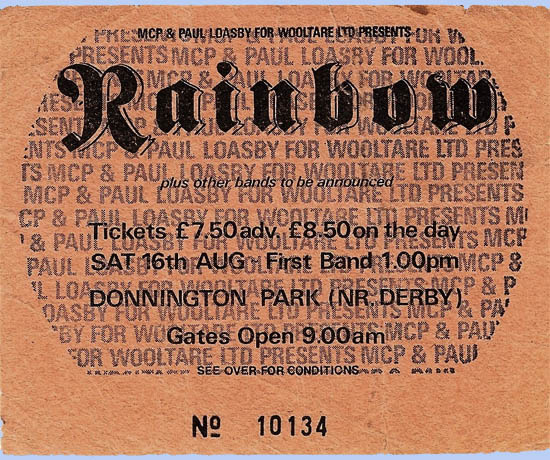 MCP & PAUL LOASBY FOR WOOLTARE LTD PRESENTS
Rainbow
plus other bands to be announced
Tickets £7.50 adv. £8.50 on the day
SAT 16th AUG First Band 1.00pm
DONNINGTON PARK (NR. DERBY)
Gates Open 9.00am
SEE OVER FOR CONDITIONS
Nº 10134